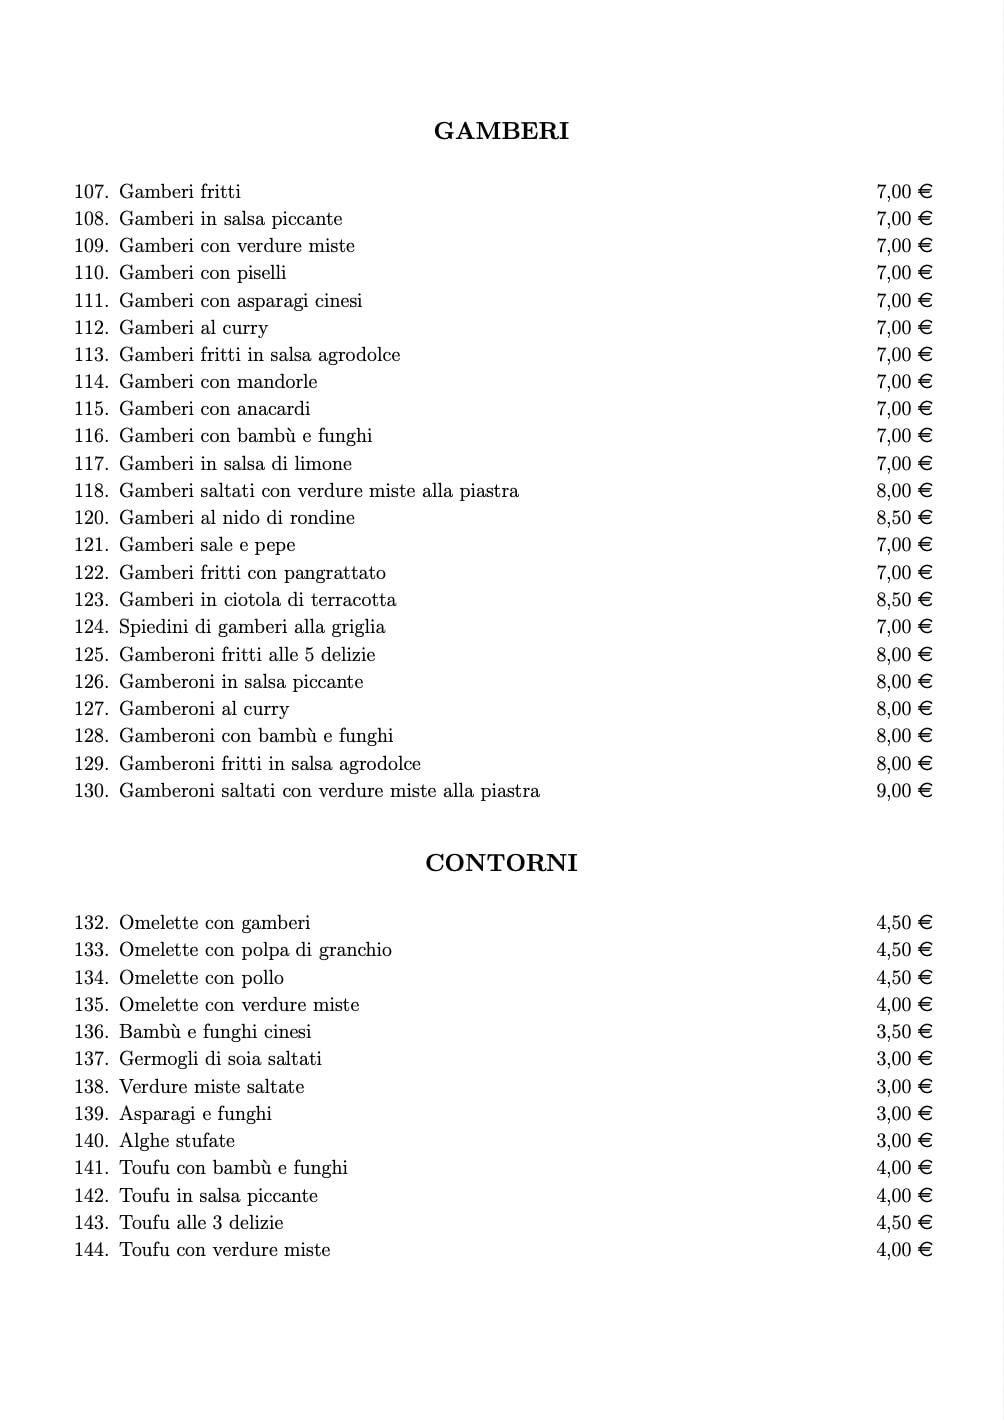 GAMBERI
107. Gamberi fritti 7,00 €
108. Gamberi in salsa piccante 7,00 €
109. Gamberi con verdure miste 7,00 €
110. Gamberi con piselli 7,00 €
111. Gamberi con asparagi cinesi 7,00 €
112. Gamberi al curry 7,00 €
113. Gamberi fritti in salsa agrodolce 7,00 €
114. Gamberi con mandorle 7,00 €
115. Gamberi con anacardi 7,00 €
116. Gamberi con bambù e funghi 7,00 €
117. Gamberi in salsa di limone 7,00 €
118. Gamberi saltati con verdure miste alla piastra 8,00 €
120. Gamberi al nido di rondine 8,50 €
121. Gamberi sale e pepe 7,00 €
122. Gamberi fritti con pangrattato 7,00 €
123. Gamberi in ciotola di terracotta 8,50 €
124. Spiedini di gamberi alla griglia 7,00 €
125. Gamberoni fritti alle 5 delizie 8,00 €
126. Gamberoni in salsa piccante 8,00 €
127. Gamberoni al curry 8,00 €
128. Gamberoni con bambù e funghi 8,00 €
129. Gamberoni fritti in salsa agrodolce 8,00 €
130. Gamberoni saltati con verdure miste alla piastra 9,00 €
CONTORNI
132. Omelette con gamberi 4,50 €
133. Omelette con polpa di granchio 4,50 €
134. Omelette con pollo 4,50 €
135. Omelette con verdure miste 4,00 €
136. Bambù e funghi cinesi 3,50 €
137. Germogli di soia saltati 3,00 €
138. Verdure miste saltate 3,00 €
139. Asparagi e funghi 3,00 €
140. Alghe stufate 3,00 €
141. Toufu con bambù e funghi 4,00 €
142. Toufu in salsa piccante 4,00 €
143. Toufu alle 3 delizie 4,50 €
144. Toufu con verdure miste 4,00 €